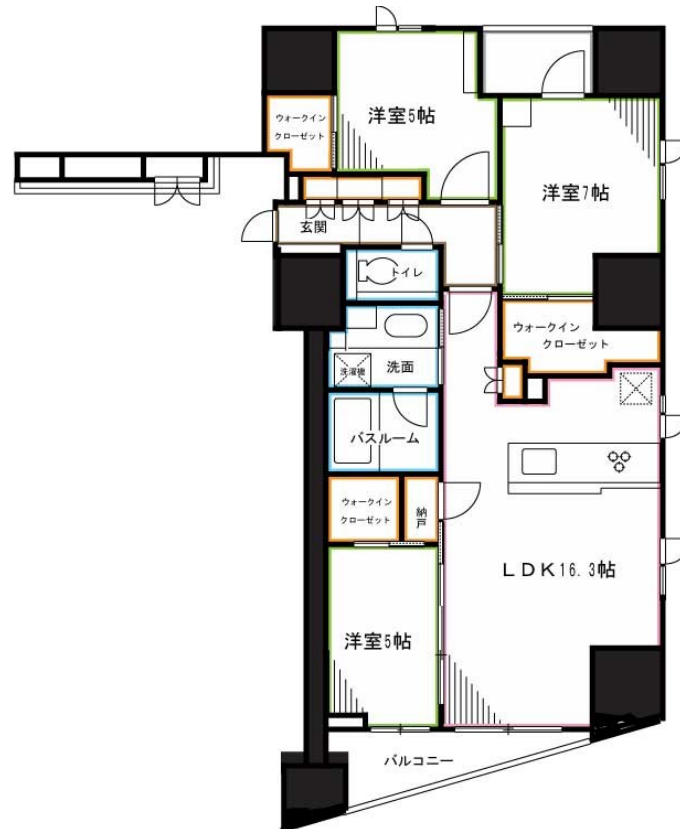 洋室5帖
ウォークイン
クローゼット
洋室7帖
玄関
トイレ
ウォークイン
クローゼット
洗濯機
洗面
バスルーム
ウォークイン
クローゼット
納戸
LDK16.3帖
洋室5帖
バルコニー